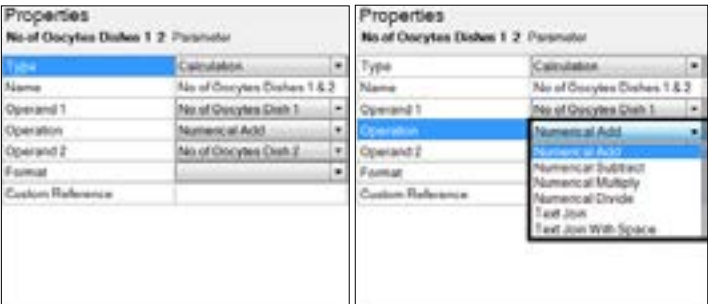 Properties
No of Oocytes Dishes 1 2 Parameter
Type Calculation
Name No of Oocytes Dishes 1 & 2
Operand 1 No of Oocytes Dish 1
Operation Numerical Add
Operand 2 No of Oocytes Dish 2
Format
Custom Reference
Properties
No of Oocytes Dishes 1 2 Parameter
Type Calculation
Name No of Oocytes Dishes 1 & 2
Operand 1 No of Oocytes Dish 1
Operation Numerical Add
Operand 2 Numerical Add
Numerical Subtract
Format Numerical Multiply
Numerical Divide
Custom Reference Text Join
Text Join With Space